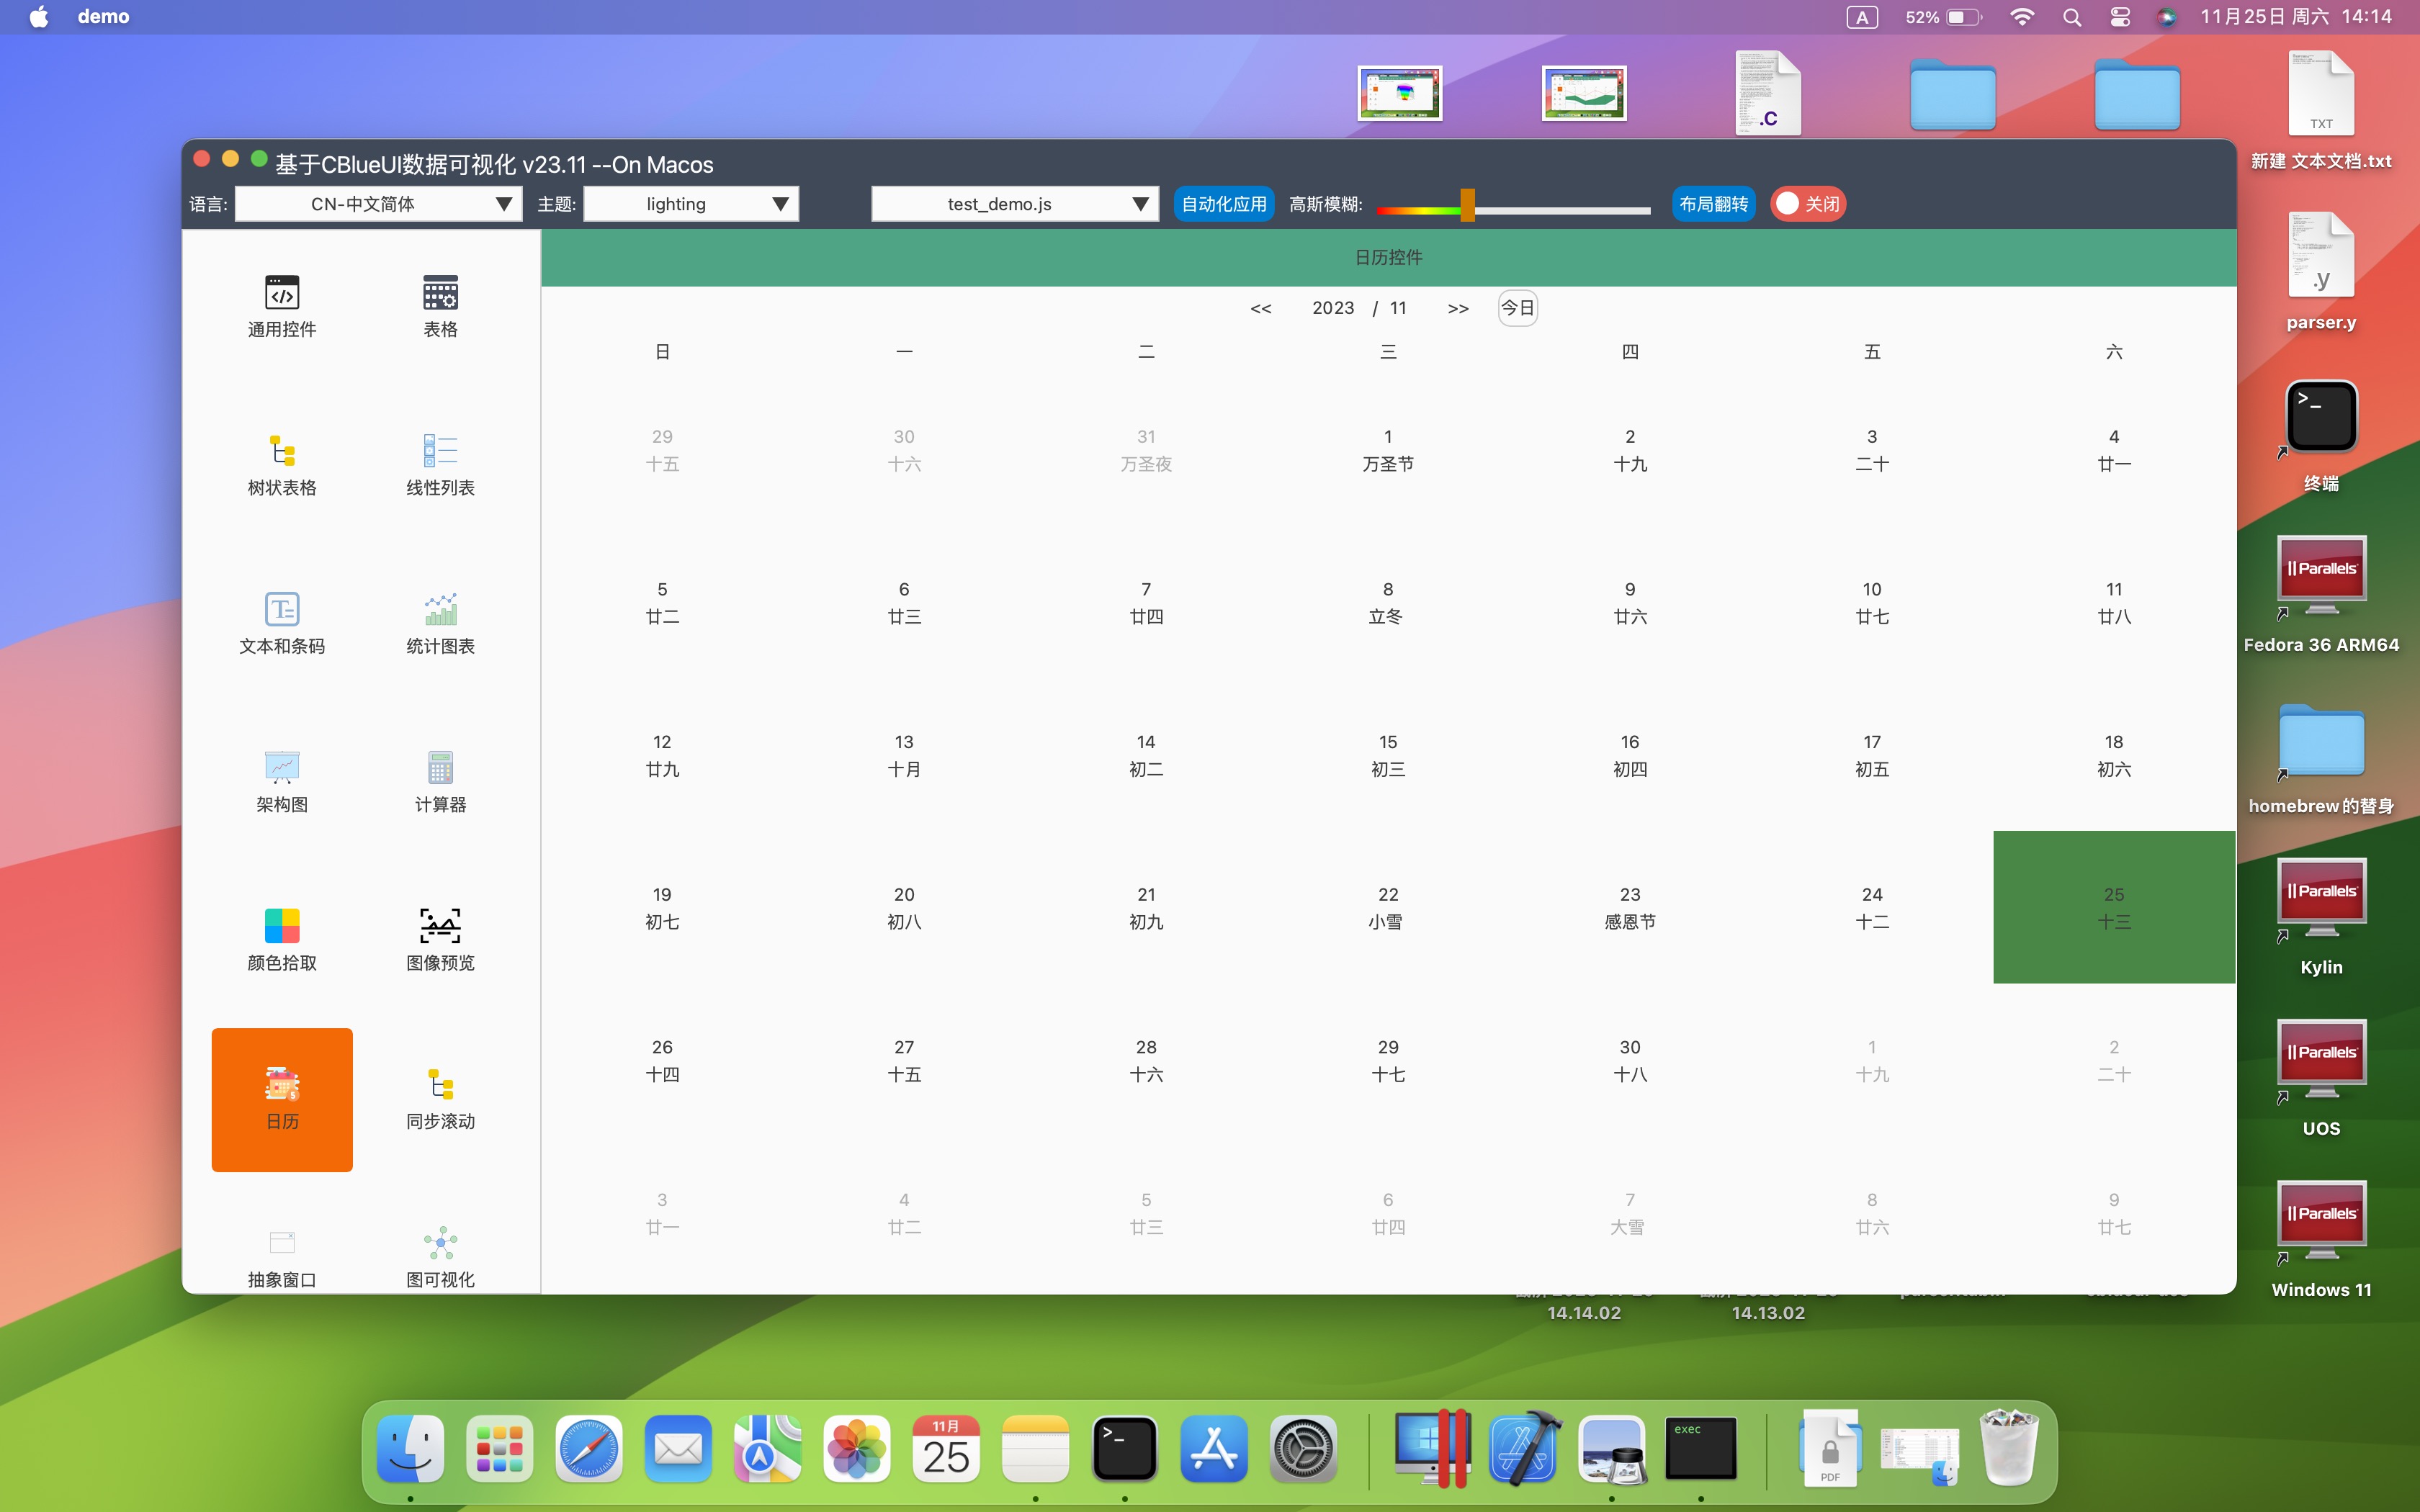 demo
A
52%
11月25日 周六 14:14
.C
TXT
新建 文本文档.txt
基于CBlueUI数据可视化 v23.11 --On Macos
语言:
CN-中文简体
主题:
lighting
test_demo.js
自动化应用
高斯模糊:
布局翻转
关闭
通用控件
表格
树状表格
线性列表
文本和条码
统计图表
架构图
计算器
颜色拾取
图像预览
日历
同步滚动
抽象窗口
图可视化
日历控件
<< 2023 / 11 >> 今日
日 一 二 三 四 五 六
29 30 31 1 2 3 4
十五 十六 万圣夜 万圣节 十九 二十 廿一
5 6 7 8 9 10 11
廿二 廿三 廿四 立冬 廿六 廿七 廿八
12 13 14 15 16 17 18
廿九 十月 初二 初三 初四 初五 初六
19 20 21 22 23 24 25
初七 初八 初九 小雪 感恩节 十二 十三
26 27 28 29 30 1 2
十四 十五 十六 十七 十八 十九 二十
3 4 5 6 7 8 9
廿一 廿二 廿三 廿四 大雪 廿六 廿七
.y
parser.y
>_
终端
Parallels
Fedora 36 ARM64
homebrew的替身
Parallels
Kylin
Parallels
UOS
Parallels
Windows 11
14.14.02
14.13.02
11月
25
>_
exec
PDF